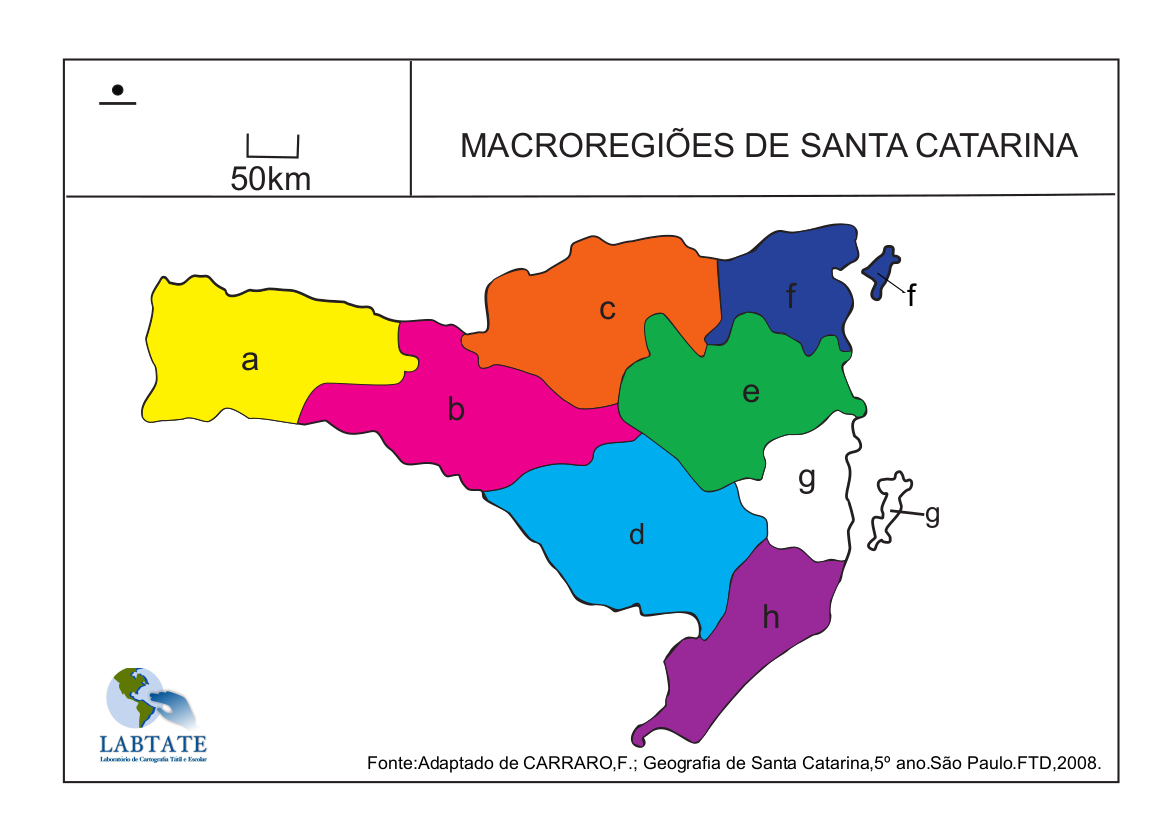 50km
MACROREGIÕES DE SANTA CATARINA
a
b
c
d
e
f
f
g
g
h
LABTATE
Laboratório de Cartografia Tátil e Escolar
Fonte:Adaptado de CARRARO,F.; Geografia de Santa Catarina,5º ano.São Paulo.FTD,2008.